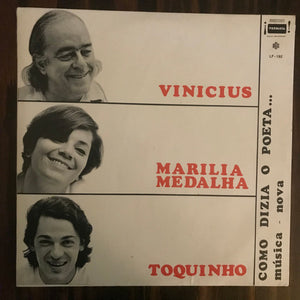 VINICIUS
MARILIA
MEDALHA
TOQUINHO
COMO DIZIA O POETA...
música - nova
LP-192